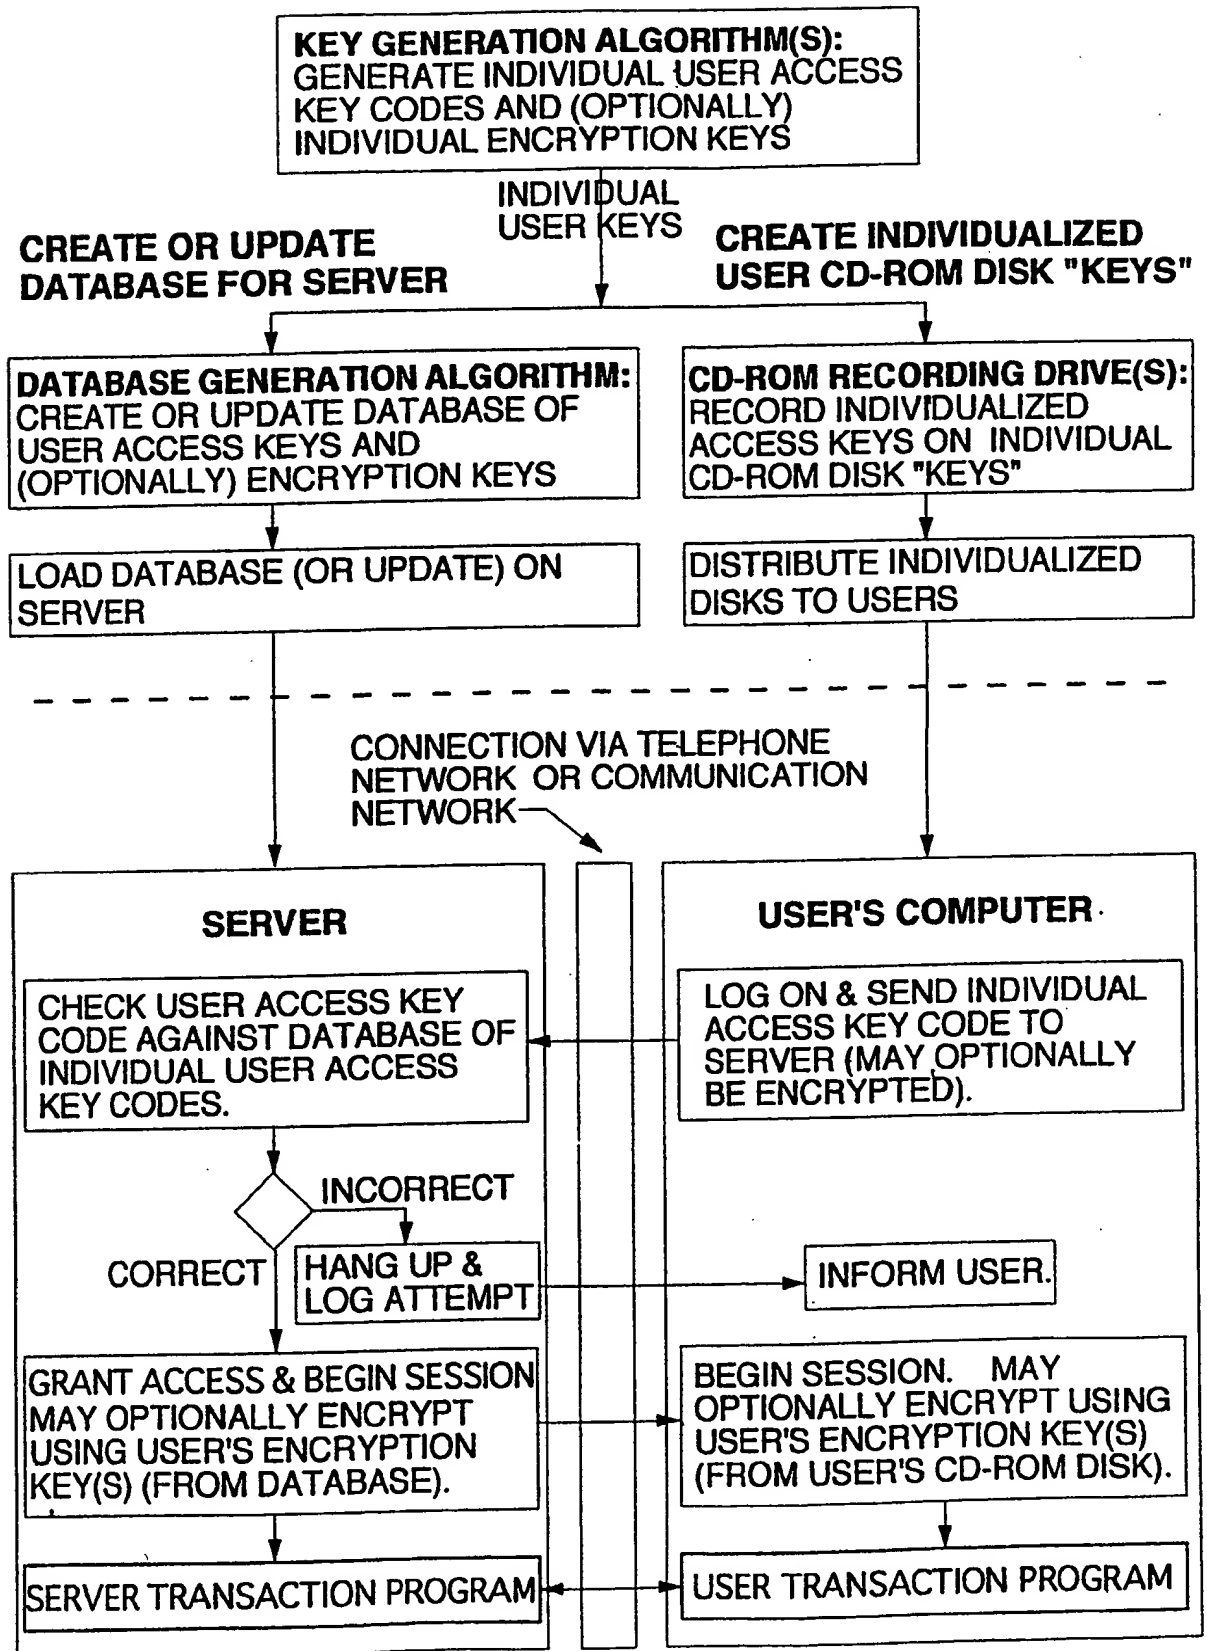 KEY GENERATION ALGORITHM(S):
GENERATE INDIVIDUAL USER ACCESS
KEY CODES AND (OPTIONALLY)
INDIVIDUAL ENCRYPTION KEYS
INDIVIDUAL
USER KEYS
CREATE OR UPDATE
DATABASE FOR SERVER
CREATE INDIVIDUALIZED
USER CD-ROM DISK "KEYS"
DATABASE GENERATION ALGORITHM:
CREATE OR UPDATE DATABASE OF
USER ACCESS KEYS AND
(OPTIONALLY) ENCRYPTION KEYS
CD-ROM RECORDING DRIVE(S):
RECORD INDIVIDUALIZED
ACCESS KEYS ON INDIVIDUAL
CD-ROM DISK "KEYS"
LOAD DATABASE (OR UPDATE) ON
SERVER
DISTRIBUTE INDIVIDUALIZED
DISKS TO USERS
CONNECTION VIA TELEPHONE
NETWORK OR COMMUNICATION
NETWORK
SERVER
CHECK USER ACCESS KEY
CODE AGAINST DATABASE OF
INDIVIDUAL USER ACCESS
KEY CODES.
USER'S COMPUTER
LOG ON & SEND INDIVIDUAL
ACCESS KEY CODE TO
SERVER (MAY OPTIONALLY
BE ENCRYPTED).
INCORRECT
CORRECT
HANG UP &
LOG ATTEMPT
INFORM USER.
GRANT ACCESS & BEGIN SESSION
MAY OPTIONALLY ENCRYPT
USING USER'S ENCRYPTION
KEY(S) (FROM DATABASE).
BEGIN SESSION. MAY
OPTIONALLY ENCRYPT USING
USER'S ENCRYPTION KEY(S)
(FROM USER'S CD-ROM DISK).
SERVER TRANSACTION PROGRAM
USER TRANSACTION PROGRAM